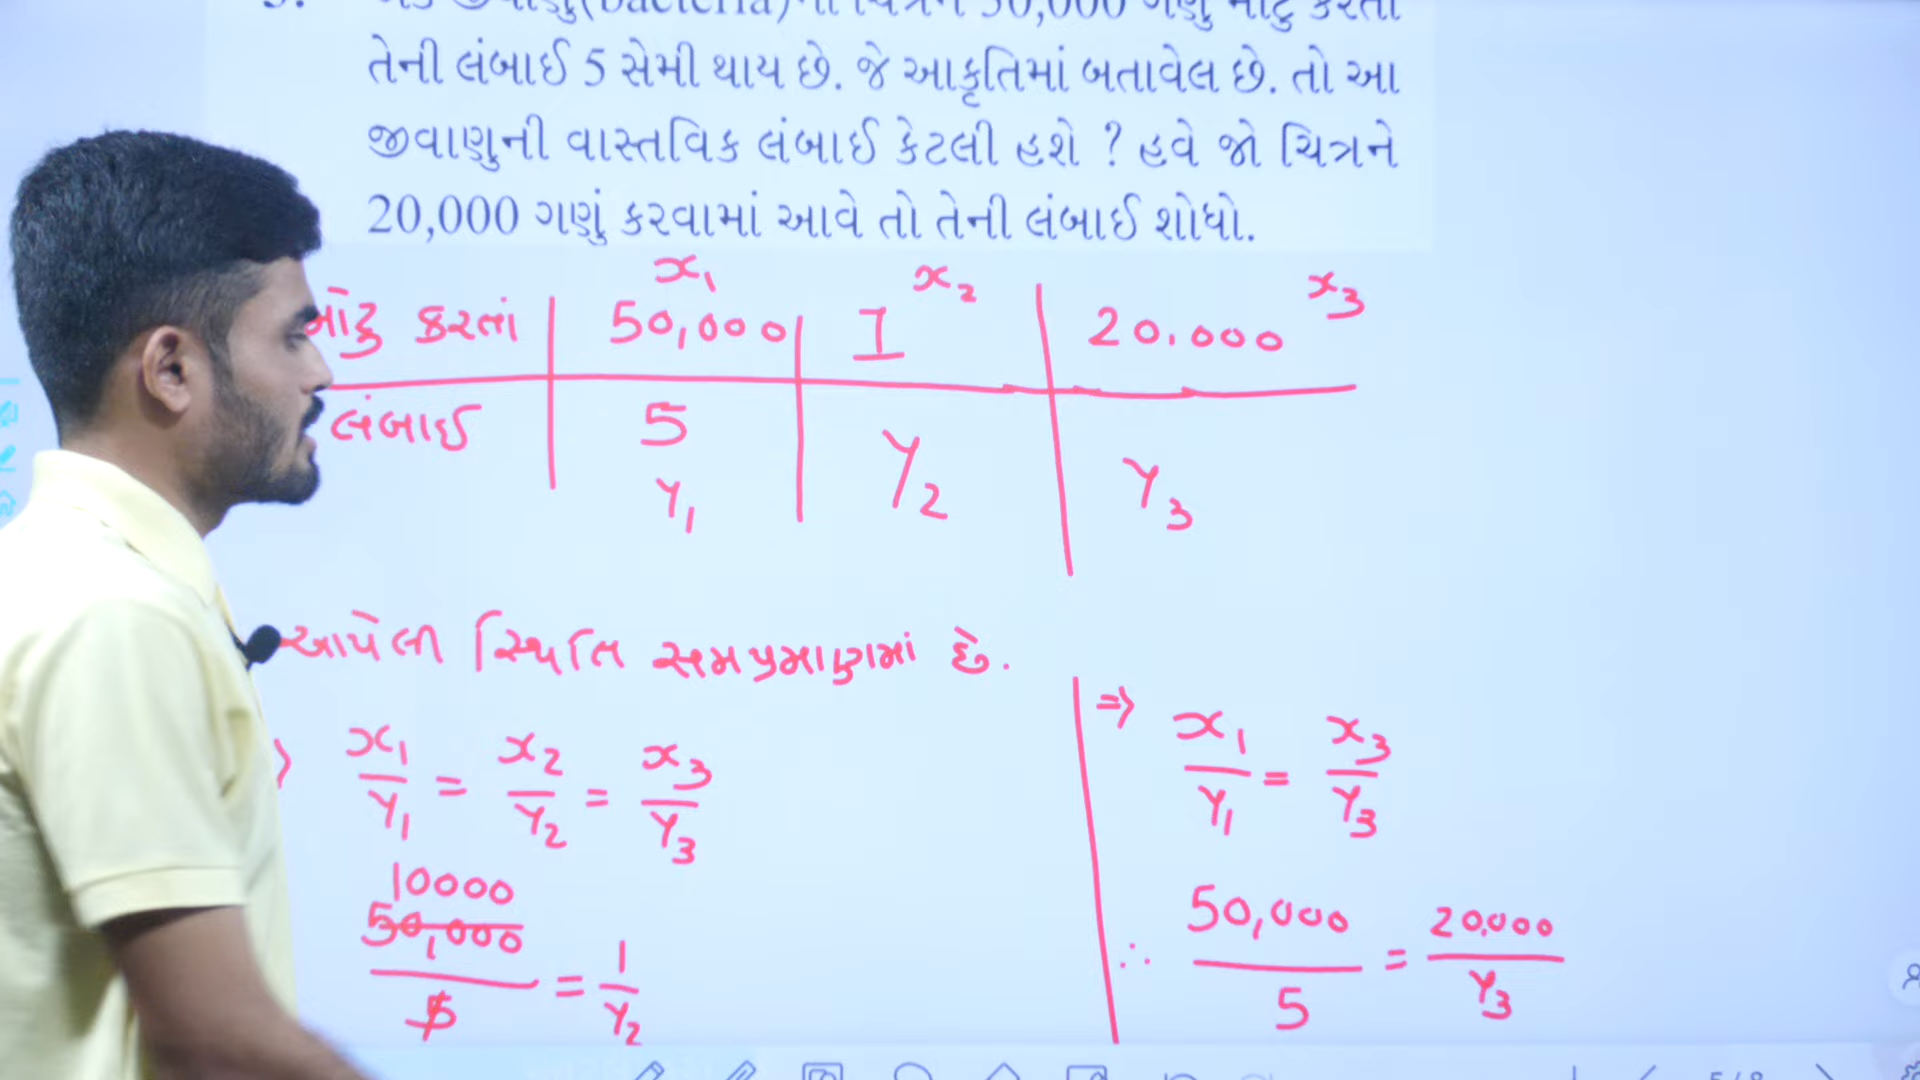 તેની લંબાઈ 5 સેમી થાય છે. જે આકૃતિમાં બતાવેલ છે. તો આ
જીવાણુની વાસ્તવિક લંબાઈ કેટલી હશે ? હવે જો ચિત્રને
20,000 ગણું કરવામાં આવે તો તેની લંબાઈ શોધો.
x₁ x₂ x₃
મોટુ કરતાં 50,000 1 20,000
લંબાઈ 5 y₂ y₃
y₁
આપેલી સ્થિતિ સમપ્રમાણમાં છે.
x₁/y₁ = x₂/y₂ = x₃/y₃
10000
50,000/5 = 1/y₂
⇒ x₁/y₁ = x₃/y₃
∴ 50,000/5 = 20,000/y₃